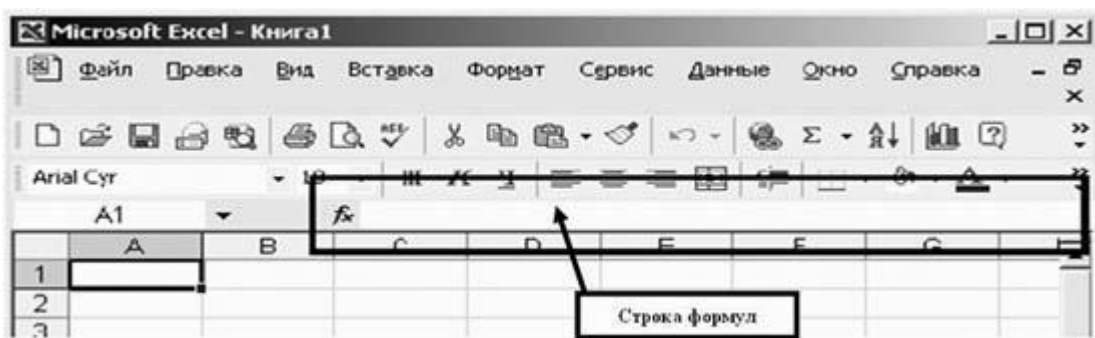 Microsoft Excel - Книга1
Файл Правка Вид Вставка Формат Сервис Данные Окно Справка
Arial Cyr 10 Ж К Ч
A1 fx
A B C D E F G
1
2
3
Строка формул